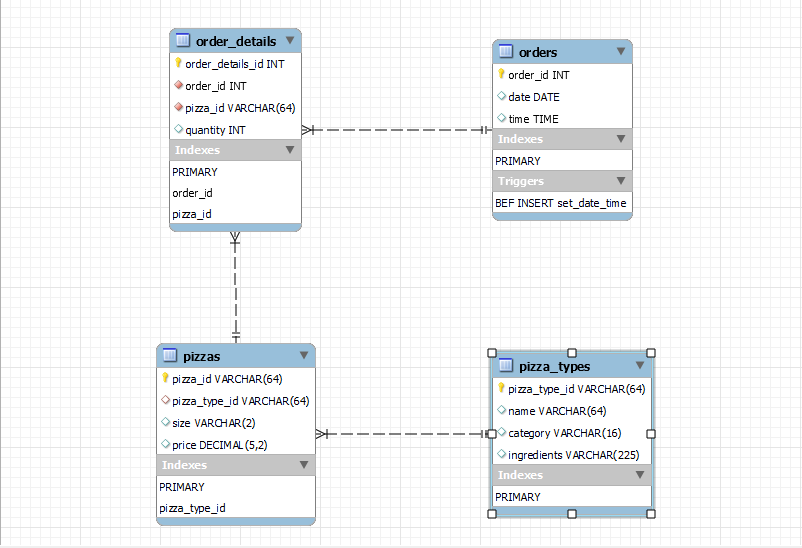 order_details
order_details_id INT
order_id INT
pizza_id VARCHAR(64)
quantity INT
Indexes
PRIMARY
order_id
pizza_id
orders
order_id INT
date DATE
time TIME
Indexes
PRIMARY
Triggers
BEF INSERT set_date_time
pizzas
pizza_id VARCHAR(64)
pizza_type_id VARCHAR(64)
size VARCHAR(2)
price DECIMAL(5,2)
Indexes
PRIMARY
pizza_type_id
pizza_types
pizza_type_id VARCHAR(64)
name VARCHAR(64)
category VARCHAR(16)
ingredients VARCHAR(225)
Indexes
PRIMARY